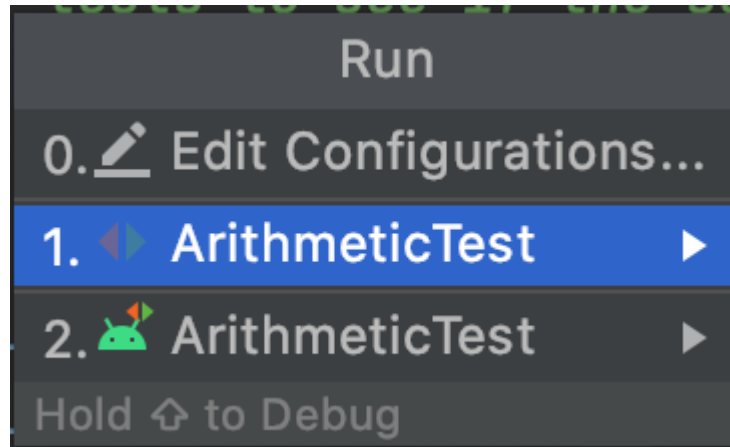 Run
0. Edit Configurations...
1. ArithmeticTest
2. ArithmeticTest
Hold ⇧ to Debug